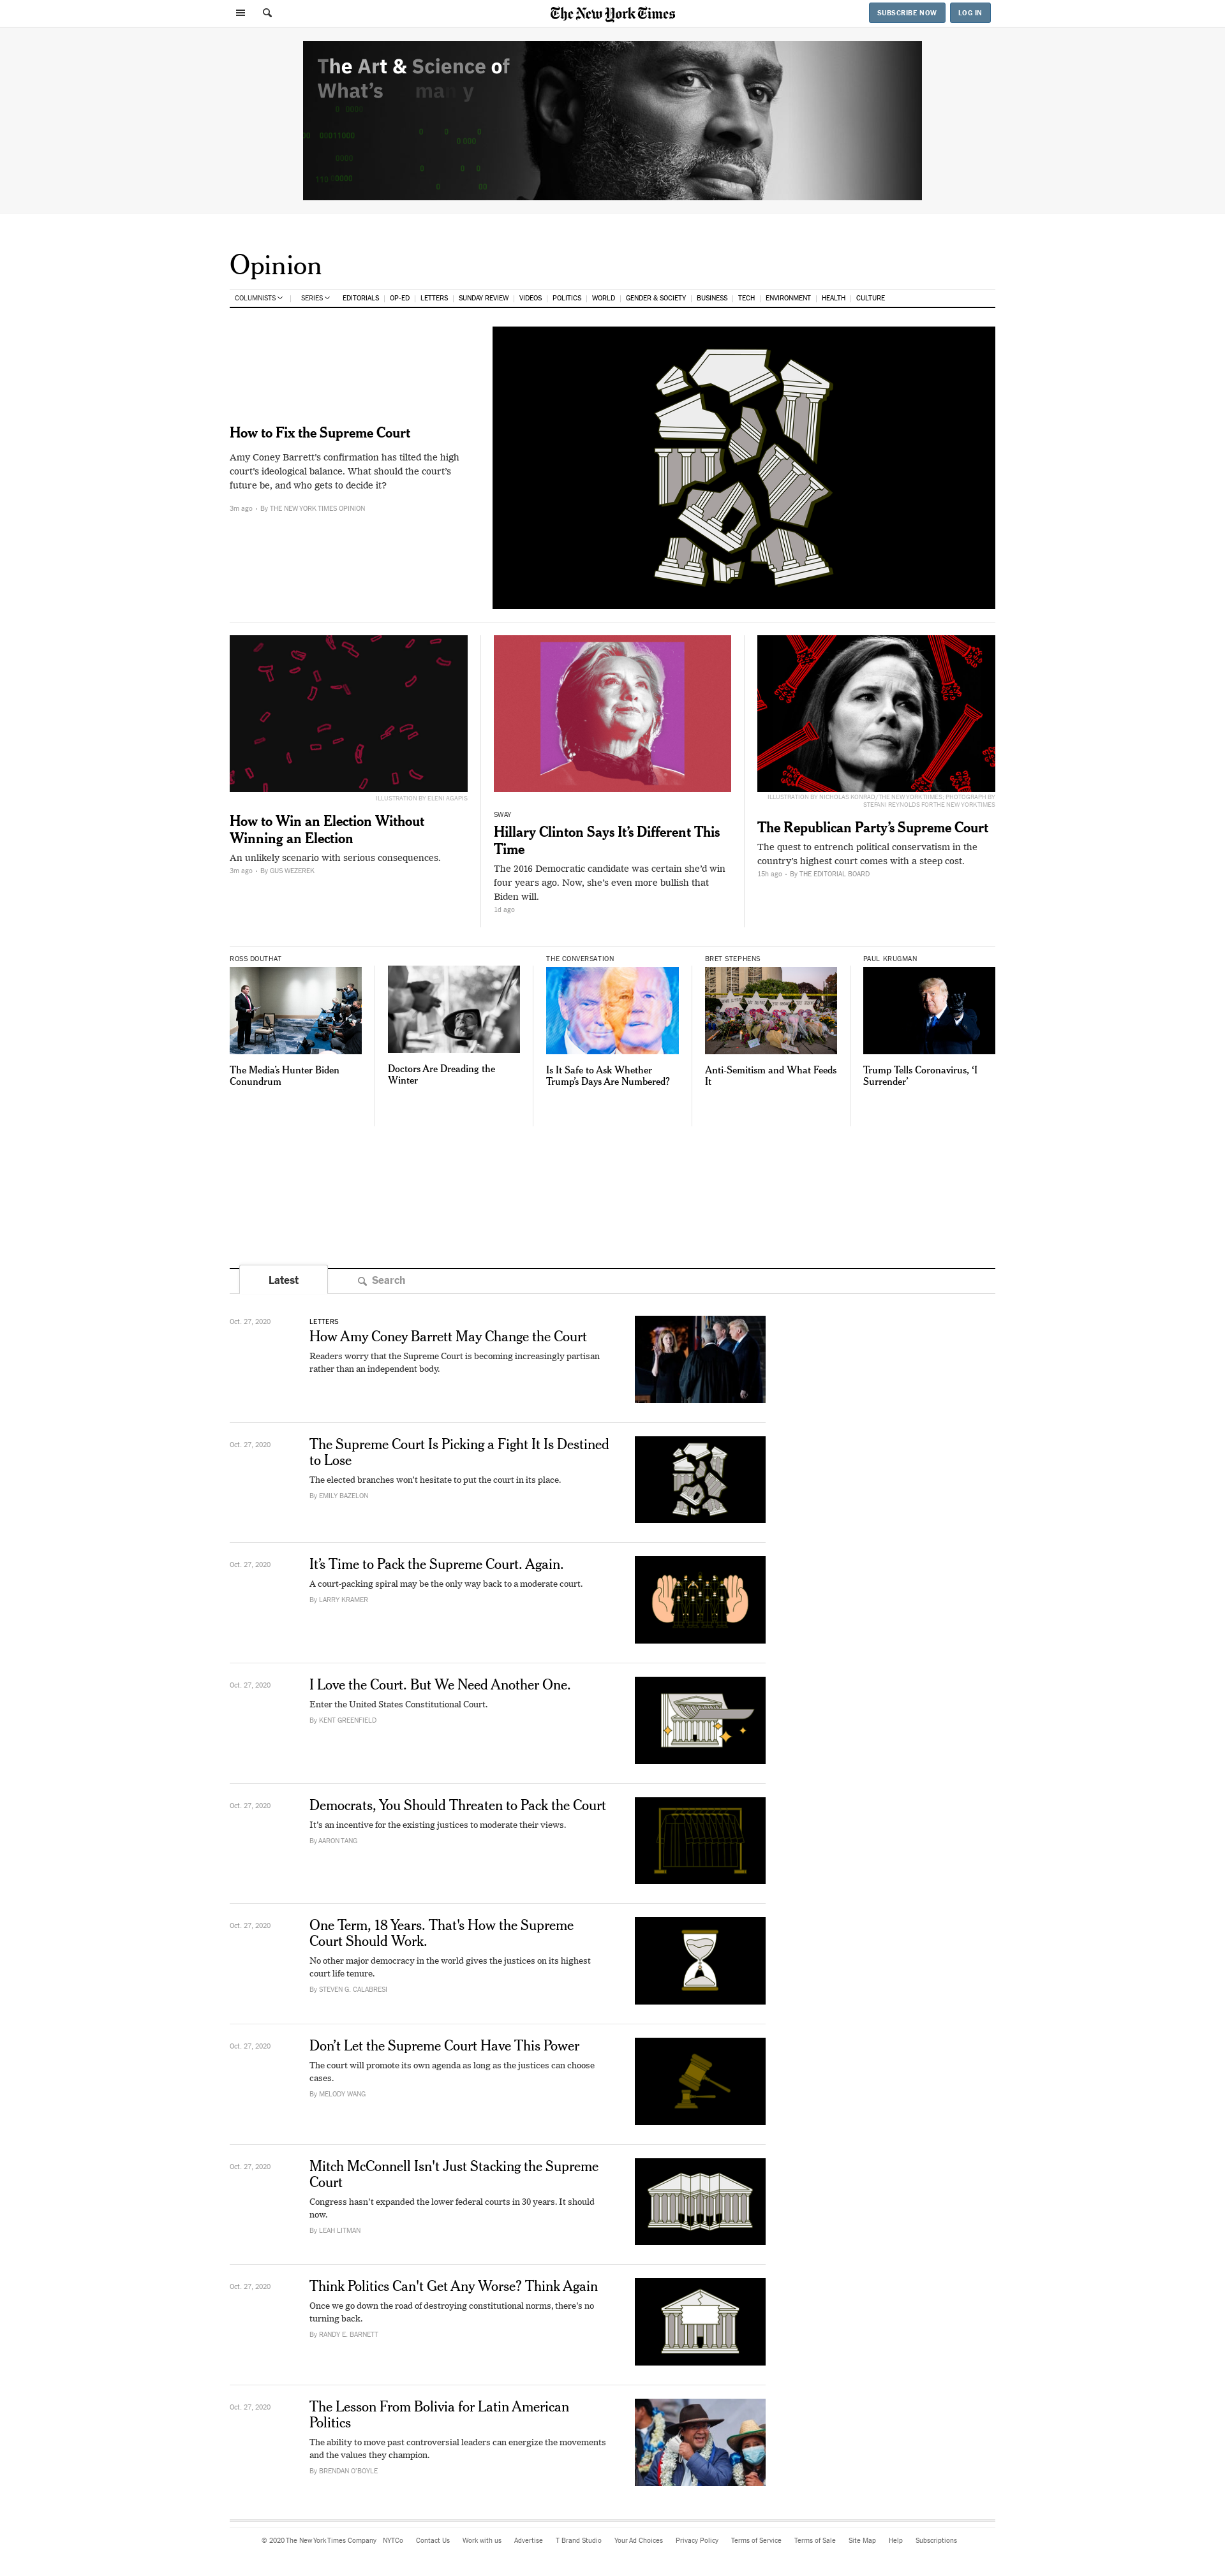 The New York Times
SUBSCRIBE NOW
LOG IN
The Art & Science of
What's many
Opinion
COLUMNISTS
SERIES
EDITORIALS
OP-ED
LETTERS
SUNDAY REVIEW
VIDEOS
POLITICS
WORLD
GENDER & SOCIETY
BUSINESS
TECH
ENVIRONMENT
HEALTH
CULTURE
How to Fix the Supreme Court
Amy Coney Barrett's confirmation has tilted the high
court's ideological balance. What should the court's
future be, and who gets to decide it?
3m ago • By THE NEW YORK TIMES OPINION
ILLUSTRATION BY ELENI AGAPIS
How to Win an Election Without
Winning an Election
An unlikely scenario with serious consequences.
3m ago • By GUS WEZEREK
SWAY
Hillary Clinton Says It's Different This
Time
The 2016 Democratic candidate was certain she'd win
four years ago. Now, she's even more bullish that
Biden will.
1d ago
ILLUSTRATION BY NICHOLAS KONRAD/THE NEW YORK TIMES; PHOTOGRAPH BY
STEFANI REYNOLDS FOR THE NEW YORK TIMES
The Republican Party's Supreme Court
The quest to entrench political conservatism in the
country's highest court comes with a steep cost.
15h ago • By THE EDITORIAL BOARD
ROSS DOUTHAT
The Media's Hunter Biden
Conundrum
Doctors Are Dreading the
Winter
THE CONVERSATION
Is It Safe to Ask Whether
Trump's Days Are Numbered?
BRET STEPHENS
Anti-Semitism and What Feeds
It
PAUL KRUGMAN
Trump Tells Coronavirus, 'I
Surrender'
Latest
Search
Oct. 27, 2020
LETTERS
How Amy Coney Barrett May Change the Court
Readers worry that the Supreme Court is becoming increasingly partisan
rather than an independent body.
Oct. 27, 2020
The Supreme Court Is Picking a Fight It Is Destined
to Lose
The elected branches won't hesitate to put the court in its place.
By EMILY BAZELON
Oct. 27, 2020
It's Time to Pack the Supreme Court. Again.
A court-packing spiral may be the only way back to a moderate court.
By LARRY KRAMER
Oct. 27, 2020
I Love the Court. But We Need Another One.
Enter the United States Constitutional Court.
By KENT GREENFIELD
Oct. 27, 2020
Democrats, You Should Threaten to Pack the Court
It's an incentive for the existing justices to moderate their views.
By AARON TANG
Oct. 27, 2020
One Term, 18 Years. That's How the Supreme
Court Should Work.
No other major democracy in the world gives the justices on its highest
court life tenure.
By STEVEN G. CALABRESI
Oct. 27, 2020
Don't Let the Supreme Court Have This Power
The court will promote its own agenda as long as the justices can choose
cases.
By MELODY WANG
Oct. 27, 2020
Mitch McConnell Isn't Just Stacking the Supreme
Court
Congress hasn't expanded the lower federal courts in 30 years. It should
now.
By LEAH LITMAN
Oct. 27, 2020
Think Politics Can't Get Any Worse? Think Again
Once we go down the road of destroying constitutional norms, there's no
turning back.
By RANDY E. BARNETT
Oct. 27, 2020
The Lesson From Bolivia for Latin American
Politics
The ability to move past controversial leaders can energize the movements
and the values they champion.
By BRENDAN O'BOYLE
© 2020 The New York Times Company NYTCo Contact Us Work with us Advertise T Brand Studio Your Ad Choices Privacy Policy Terms of Service Terms of Sale Site Map Help Subscriptions